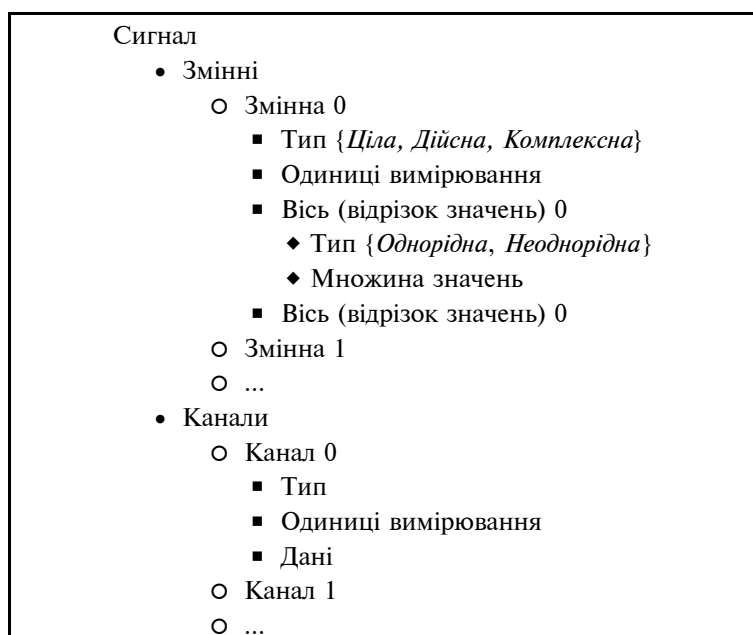 Сигнал
• Змінні
○ Змінна 0
▪ Тип {Ціла, Дійсна, Комплексна}
▪ Одиниці вимірювання
▪ Вісь (відрізок значень) 0
◆ Тип {Однорідна, Неоднорідна}
◆ Множина значень
▪ Вісь (відрізок значень) 0
○ Змінна 1
○ ...
• Канали
○ Канал 0
▪ Тип
▪ Одиниці вимірювання
▪ Дані
○ Канал 1
○ ...